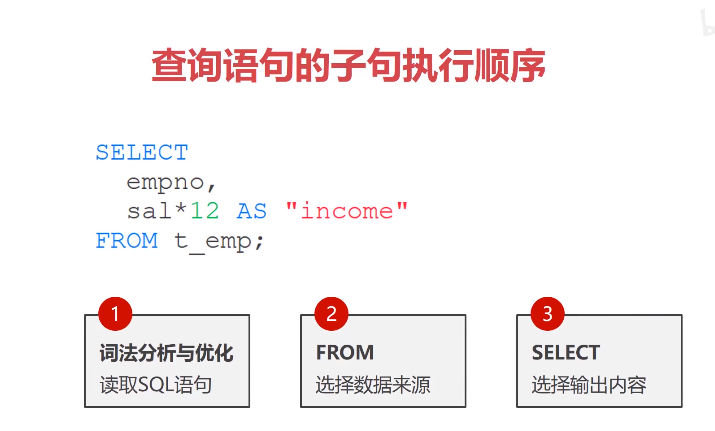 查询语句的子句执行顺序
SELECT
empno,
sal*12 AS "income"
FROM t_emp;
1
词法分析与优化
读取SQL语句
2
FROM
选择数据来源
3
SELECT
选择输出内容